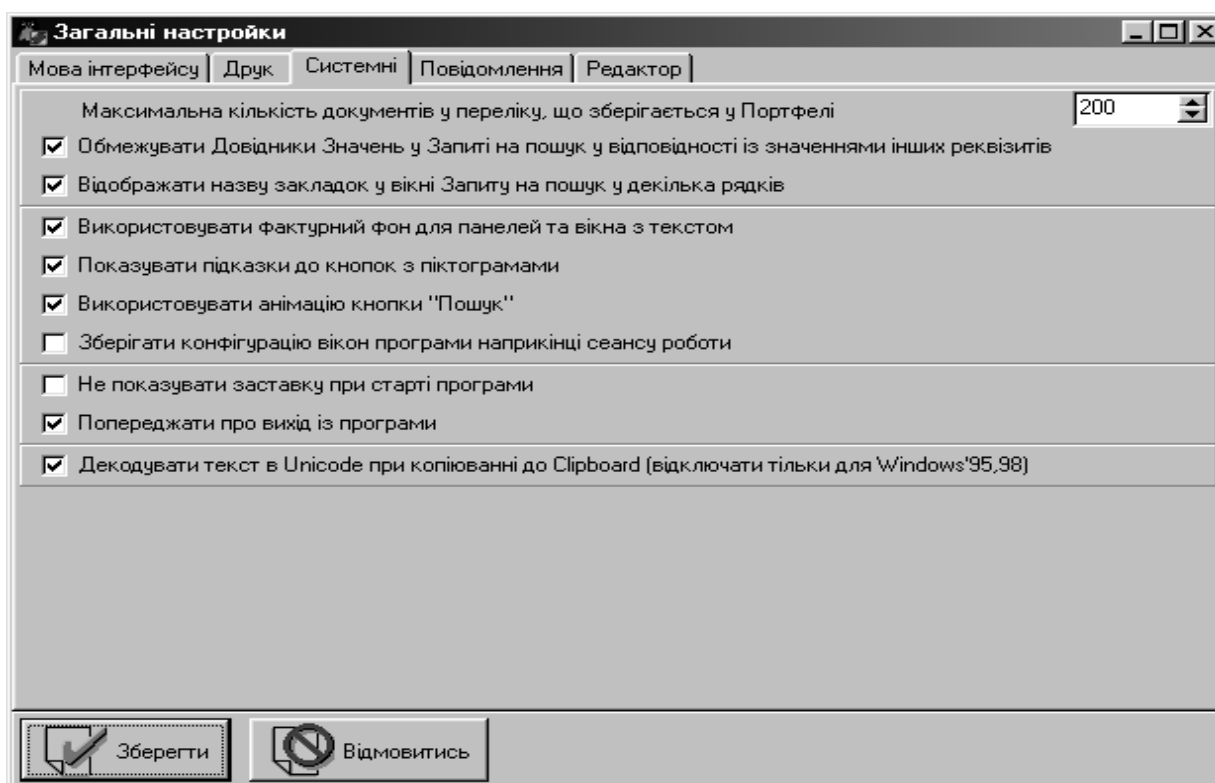 Загальні настройки
Мова інтерфейсу Друк Системні Повідомлення Редактор
Максимальна кількість документів у переліку, що зберігається у Портфелі 200
Обмежувати Довідники Значень у Запиті на пошук у відповідності із значеннями інших реквізитів
Відображати назву закладок у вікні Запиту на пошук у декілька рядків
Використовувати фактурний фон для панелей та вікна з текстом
Показувати підказки до кнопок з піктограмами
Використовувати анімацію кнопки "Пошук"
Зберігати конфігурацію вікон програми наприкінці сеансу роботи
Не показувати заставку при старті програми
Попереджати про вихід із програми
Декодувати текст в Unicode при копіюванні до Clipboard (відключати тільки для Windows'95,98)
Зберегти Відмовитись